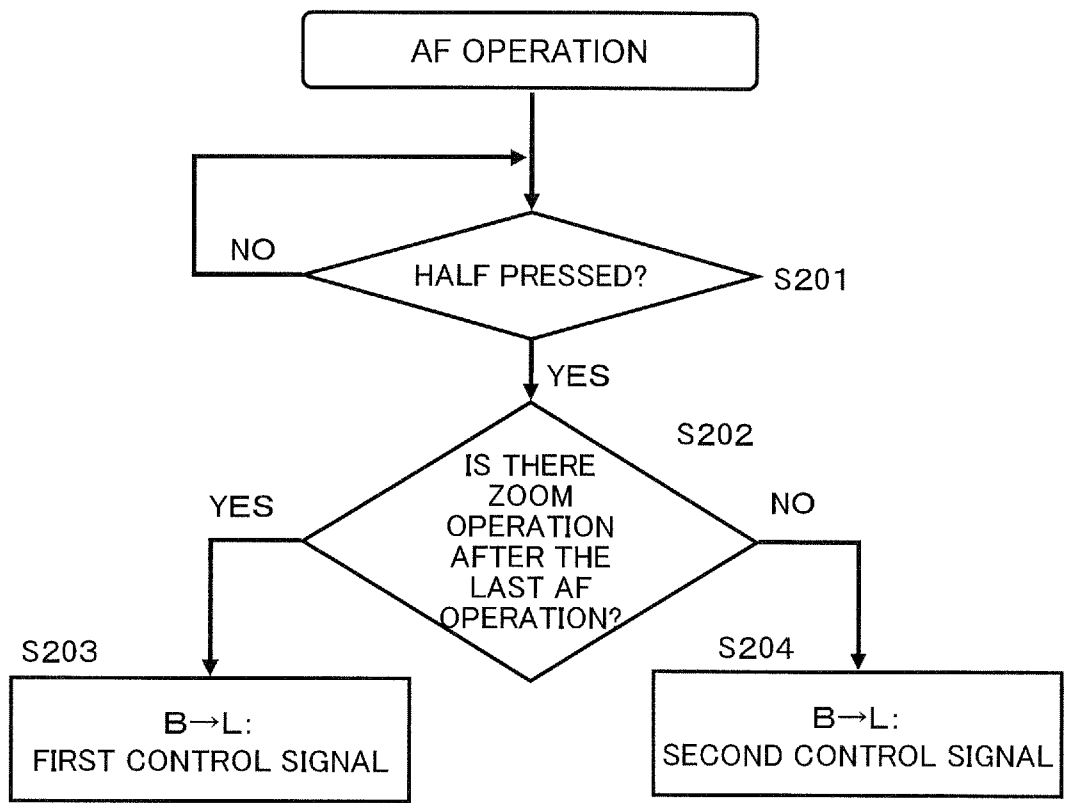 AF OPERATION
NO
HALF PRESSED?
S201
YES
S202
IS THERE
ZOOM
OPERATION
AFTER THE
LAST AF
OPERATION?
YES
NO
S203
B→L:
FIRST CONTROL SIGNAL
S204
B→L:
SECOND CONTROL SIGNAL